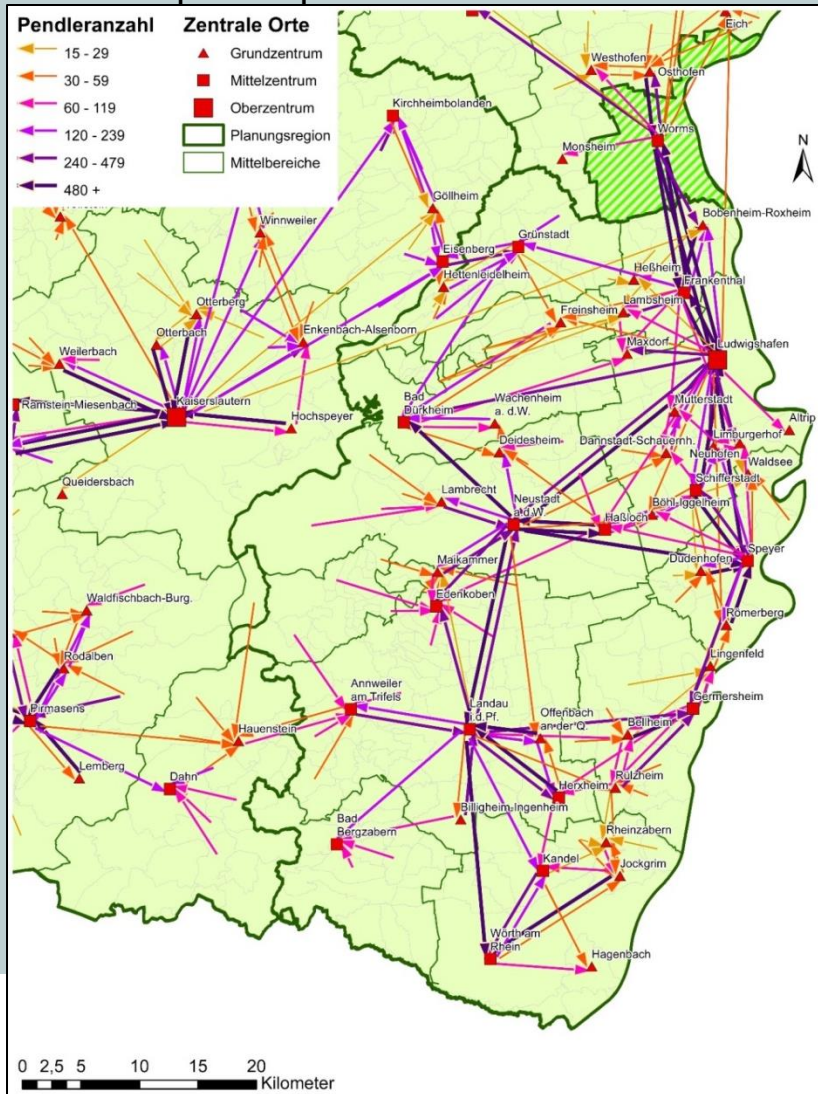 Pendleranzahl
15 - 29
30 - 59
60 - 119
120 - 239
240 - 479
480 +
Zentrale Orte
Grundzentrum
Mittelzentrum
Oberzentrum
Planungsregion
Mittelbereiche
N
Eich
Westhofen
Osthofen
Kirchheimbolanden
Worms
Monsheim
Göllheim
Bobenheim-Roxheim
Winnweiler
Grünstadt
Eisenberg
Hettenleidelheim
Heßheim
Frankenthal
Otterberg
Freinsheim
Lambsheim
Enkenbach-Alsenborn
Otterbach
Maxdorf
Ludwigshafen
Weilerbach
Kaiserslautern
Ramstein-Miesenbach
Bad
Dürkheim
Wachenheim
a. d.W.
Hochspeyer
Mutterstadt
Altrip
Deidesheim
Dannstadt-Schauernh.
Limburgerhof
Neuhofen
Waldsee
Queidersbach
Schifferstadt
Lambrecht
Neustadt
a.d.W.
Haßloch
Böhl-Iggelheim
Speyer
Maikammer
Dudenhofen
Edenkoben
Waldfischbach-Burg.
Römerberg
Rodalben
Lingenfeld
Annweiler
am Trifels
Landau
i.d.Pf.
Offenbach
an der Q.
Germersheim
Pirmasens
Bellheim
Hauenstein
Lemberg
Dahn
Herxheim
Rülzheim
Billigheim-Ingenheim
Bad
Bergzabern
Rheinzabern
Kandel
Jockgrim
Wörth am
Rhein
Hagenbach
0 2,5 5 10 15 20
Kilometer